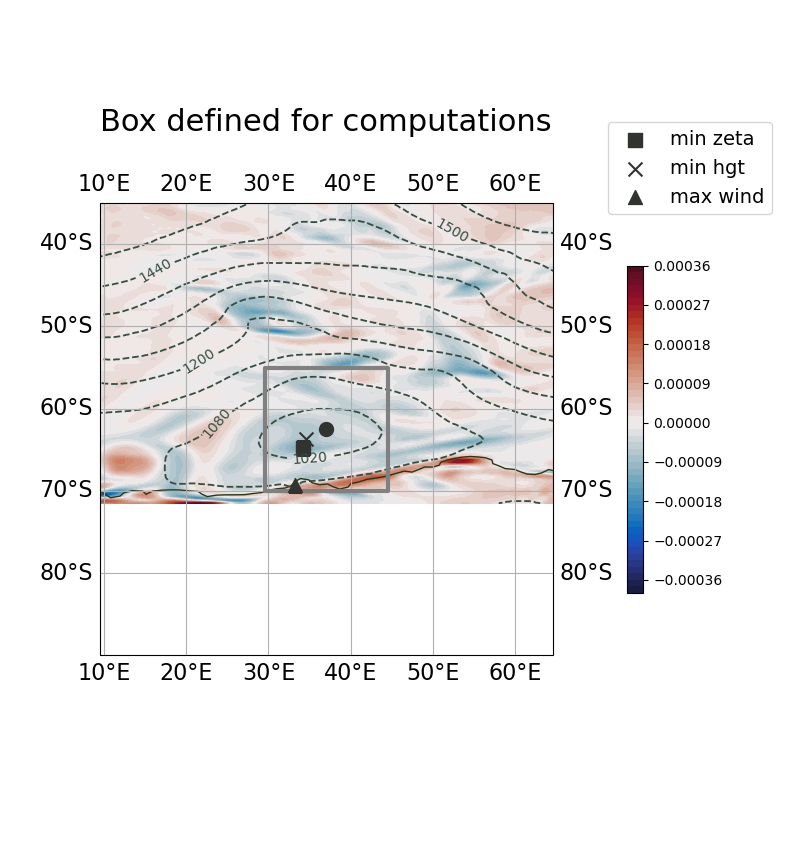 Box defined for computations
min zeta
min hgt
max wind
10°E 20°E 30°E 40°E 50°E 60°E
40°S 40°S
50°S 50°S
60°S 60°S
70°S 70°S
80°S 80°S
10°E 20°E 30°E 40°E 50°E 60°E
1500
1440
1200
1080
1020
0.00036
0.00027
0.00018
0.00009
0.00000
−0.00009
−0.00018
−0.00027
−0.00036